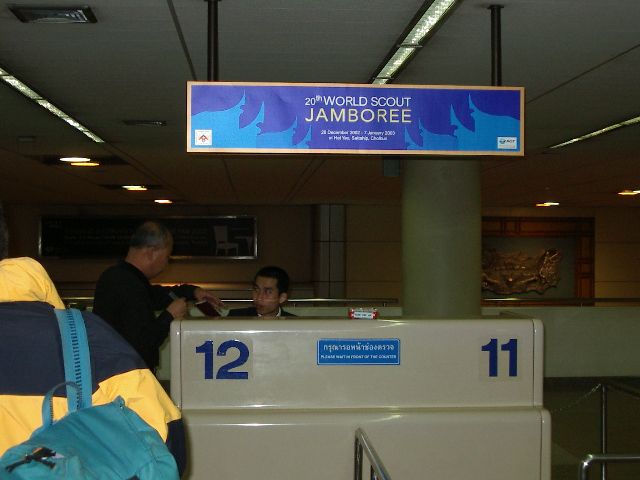 20th WORLD SCOUT
JAMBOREE
28 December 2002 - 7 January 2003
at Hat Yao, Sattahip, Chonburi
12
กรุณารอหน้าช่องตรวจ
PLEASE WAIT IN FRONT OF THE COUNTER
11